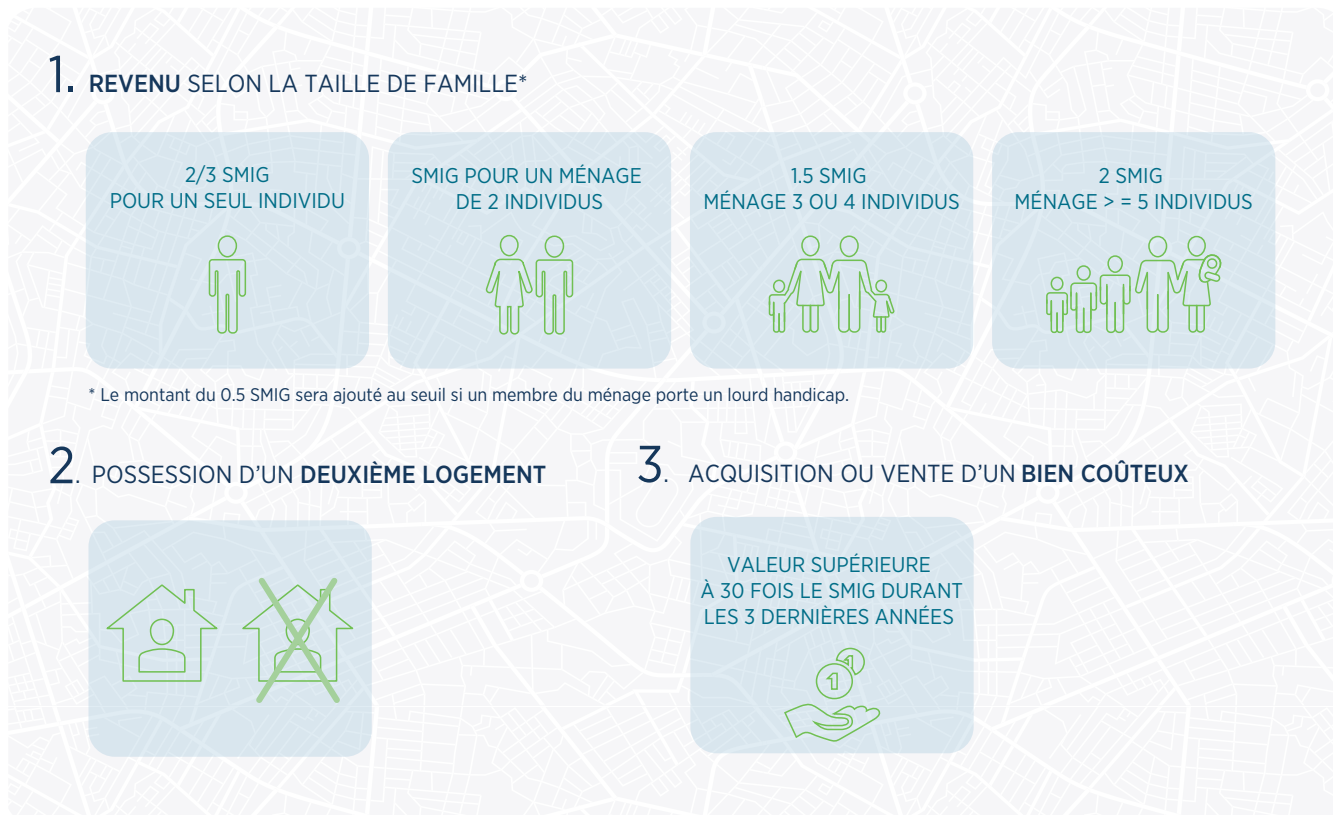 1. REVENU SELON LA TAILLE DE FAMILLE*
2/3 SMIG
POUR UN SEUL INDIVIDU
SMIG POUR UN MÉNAGE
DE 2 INDIVIDUS
1.5 SMIG
MÉNAGE 3 OU 4 INDIVIDUS
2 SMIG
MÉNAGE > = 5 INDIVIDUS
* Le montant du 0.5 SMIG sera ajouté au seuil si un membre du ménage porte un lourd handicap.
2. POSSESSION D'UN DEUXIÈME LOGEMENT
3. ACQUISITION OU VENTE D'UN BIEN COÛTEUX
VALEUR SUPÉRIEURE
À 30 FOIS LE SMIG DURANT
LES 3 DERNIÈRES ANNÉES
1
1